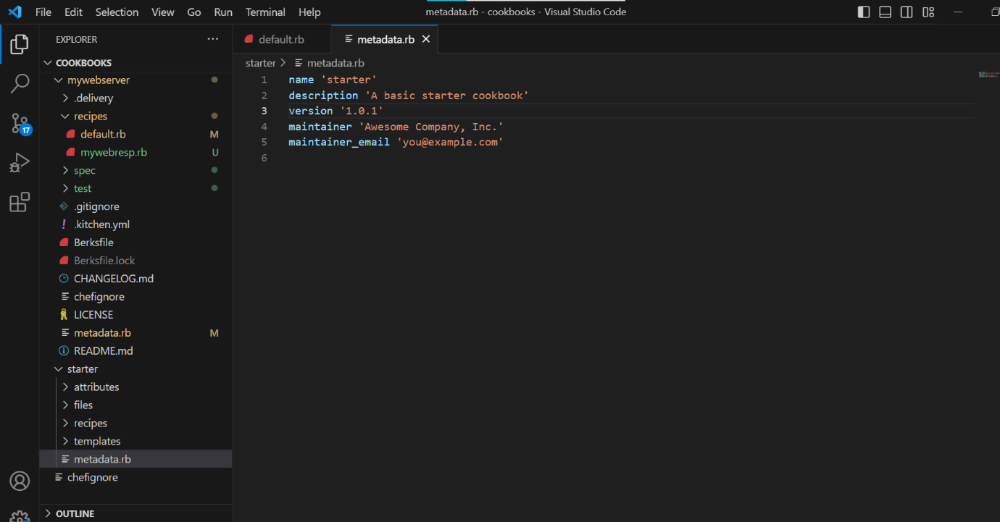 File Edit Selection View Go Run Terminal Help
metadata.rb - cookbooks - Visual Studio Code
EXPLORER
COOKBOOKS
mywebserver
.delivery
recipes
default.rb M
mywebresp.rb U
spec
test
.gitignore
.kitchen.yml
Berksfile
Berksfile.lock
CHANGELOG.md
chefignore
LICENSE
metadata.rb M
README.md
starter
attributes
files
recipes
templates
metadata.rb
chefignore
OUTLINE
17
default.rb metadata.rb
starter > metadata.rb
1 name 'starter'
2 description 'A basic starter cookbook'
3 version '1.0.1'
4 maintainer 'Awesome Company, Inc.'
5 maintainer_email 'you@example.com'
6